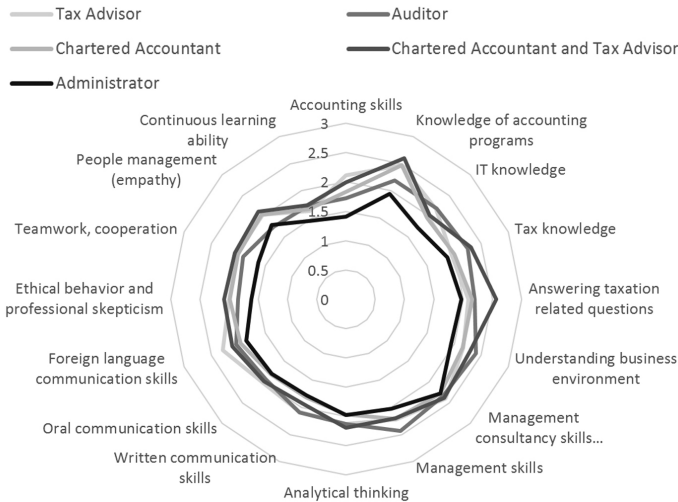 Tax Advisor
Auditor
Chartered Accountant
Chartered Accountant and Tax Advisor
Administrator
Accounting skills
3
Continuous learning
ability
Knowledge of accounting
programs
2.5
People management
(empathy)
IT knowledge
2
1.5
Teamwork, cooperation
Tax knowledge
1
0.5
Ethical behavior and
professional skepticism
0
Answering taxation
related questions
Foreign language
communication skills
Understanding business
environment
Oral communication skills
Management
consultancy skills...
Written communication
skills
Management skills
Analytical thinking